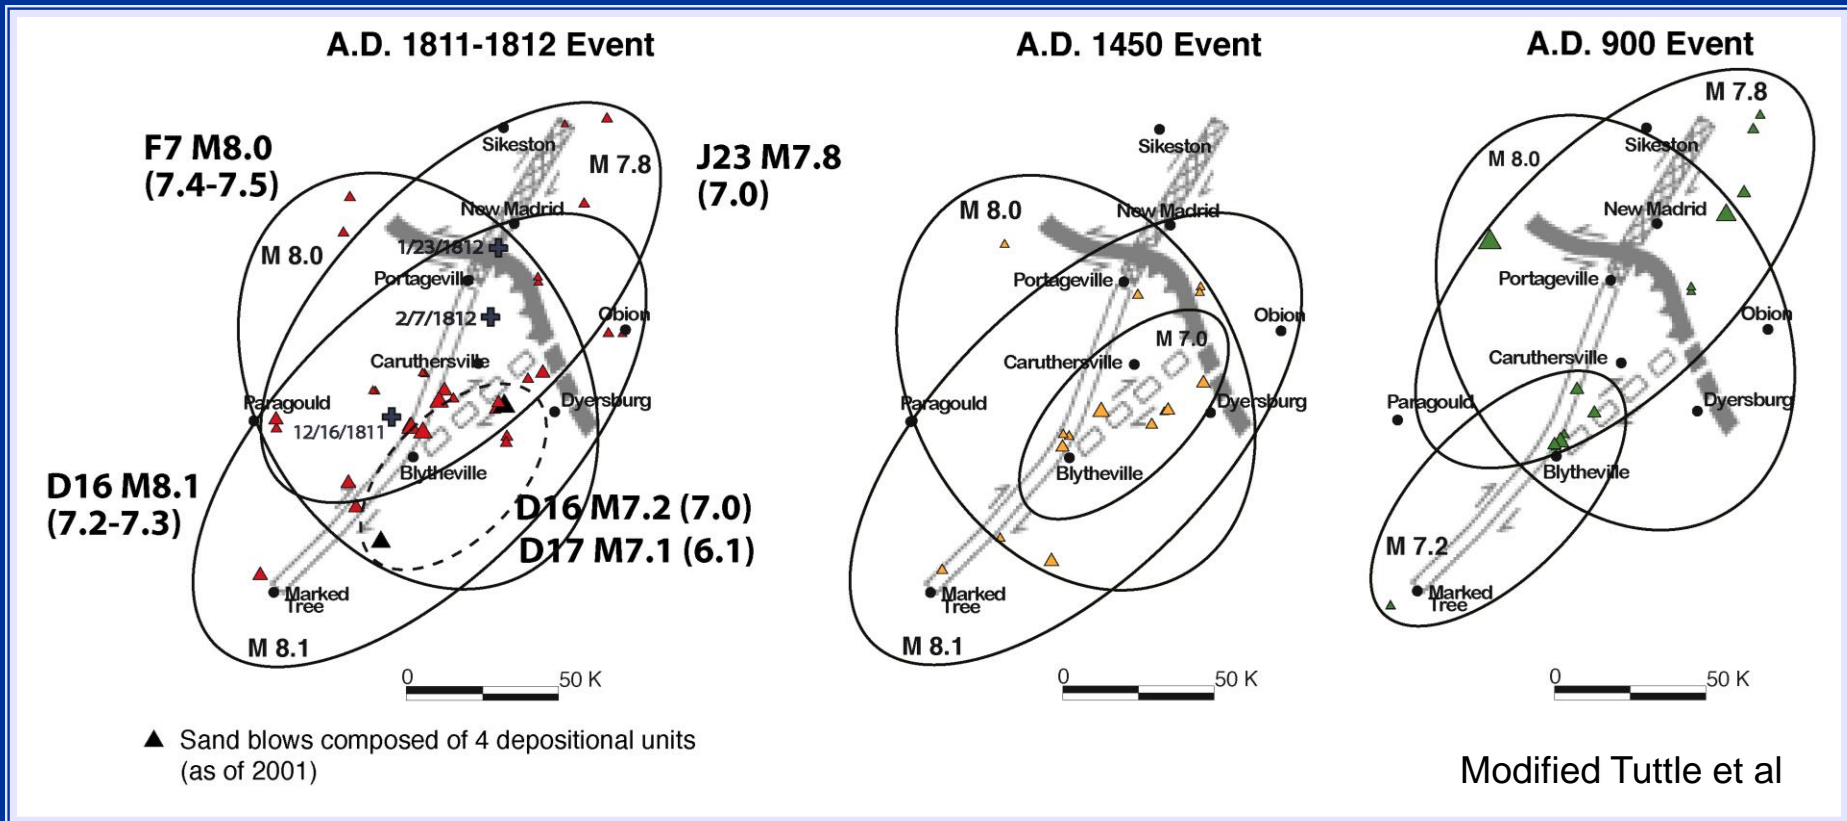 A.D. 1811-1812 Event
F7 M8.0
(7.4-7.5)
J23 M7.8
(7.0)
D16 M8.1
(7.2-7.3)
D16 M7.2 (7.0)
D17 M7.1 (6.1)
Sikeston
M 7.8
New Madrid
1/23/1812
M 8.0
Portageville
2/7/1812
Obion
Caruthersville
Paragould
Dyersburg
12/16/1811
Blytheville
Marked
Tree
M 8.1
0
50 K
▲ Sand blows composed of 4 depositional units
(as of 2001)
A.D. 1450 Event
Sikeston
M 8.0
New Madrid
Portageville
Obion
M 7.0
Caruthersville
Paragould
Dyersburg
Blytheville
Marked
Tree
M 8.1
0
50 K
A.D. 900 Event
M 7.8
Sikeston
M 8.0
New Madrid
Portageville
Obion
Caruthersville
Paragould
Dyersburg
Blytheville
M 7.2
Marked
Tree
0
50 K
Modified Tuttle et al